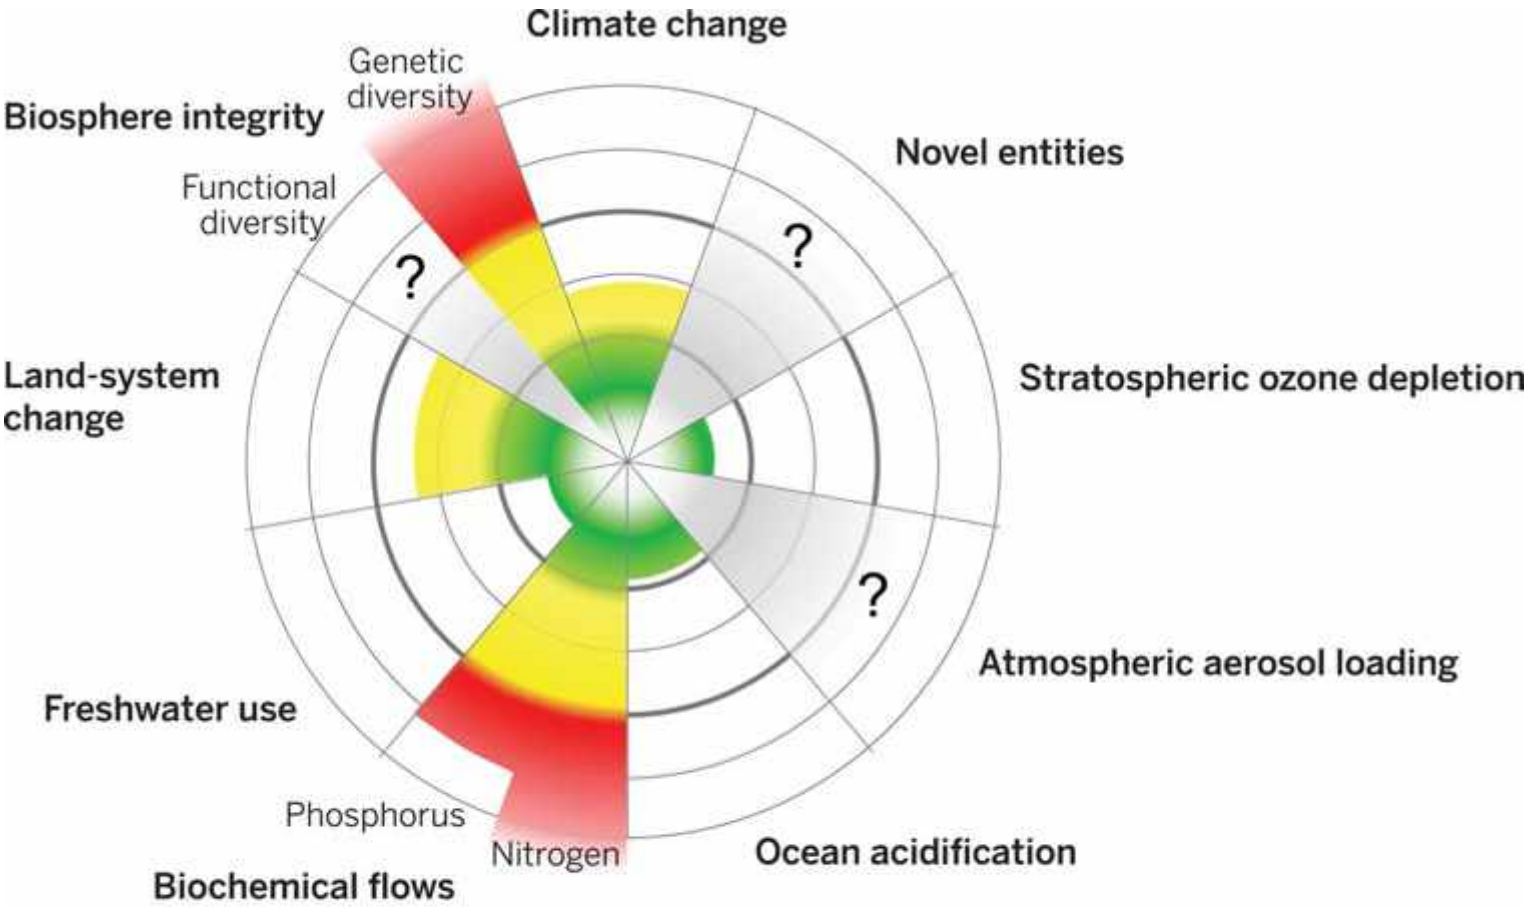 Climate change
Genetic
diversity
Biosphere integrity
Novel entities
Functional
diversity
?
?
Land-system
change
Stratospheric ozone depletion
?
Atmospheric aerosol loading
Freshwater use
Phosphorus
Nitrogen
Ocean acidification
Biochemical flows